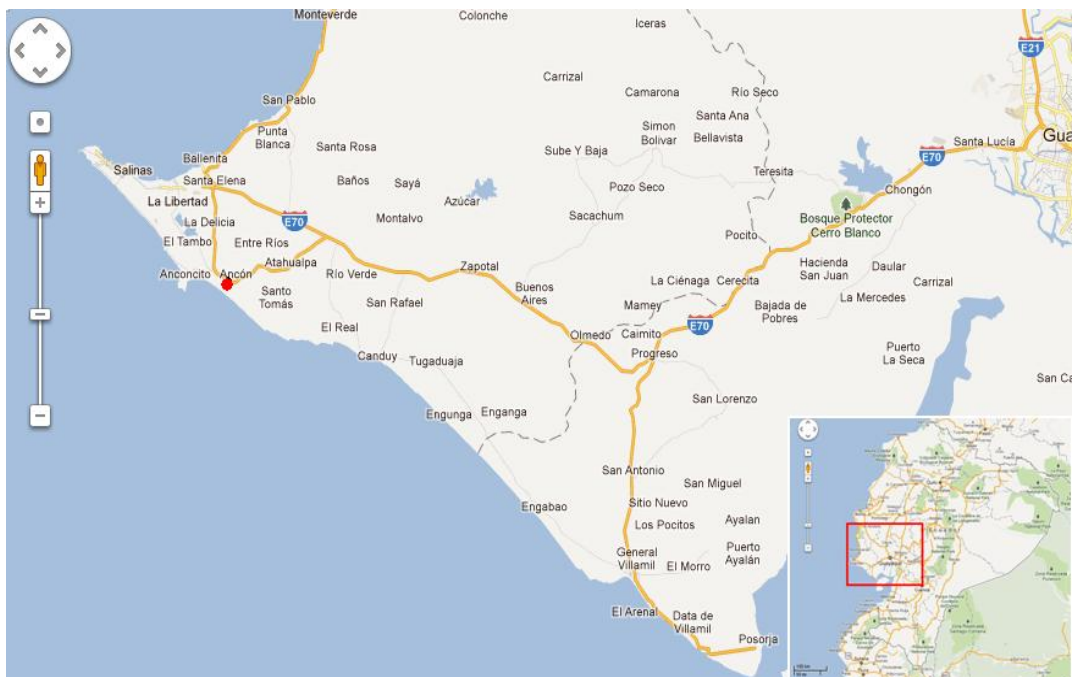 Monteverde
Colonche
Iceras
E21
Carrizal
Camarona
Río Seco
San Pablo
Santa Ana
Punta
Blanca
Santa Rosa
Simon
Bolivar
Bellavista
Santa Lucía
Gua
Ballenita
Sube Y Baja
E70
Salinas
Santa Elena
Baños
Sayá
Teresita
Chongón
La Libertad
Azúcar
Pozo Seco
La Delicia
E70
Montalvo
Sacachum
Bosque Protector
Cerro Blanco
El Tambo
Entre Ríos
Pocito
Anconcito
Ancón
Atahualpa
Río Verde
Zapotal
Hacienda
San Juan
Daular
Santo
Tomás
San Rafael
Buenos
Aires
La Ciénaga
Cerecita
Carrizal
Mamey
Bajada de
Pobres
La Mercedes
El Real
Olmedo
Caimito
E70
Canduy
Tugaduaja
Progreso
Puerto
La Seca
San Ca
Engunga
Enganga
San Lorenzo
San Antonio
San Miguel
Engabao
Sitio Nuevo
Los Pocitos
Ayalan
General
Villamil
El Morro
Puerto
Ayalán
El Arenal
Data de
Villamil
Posorja